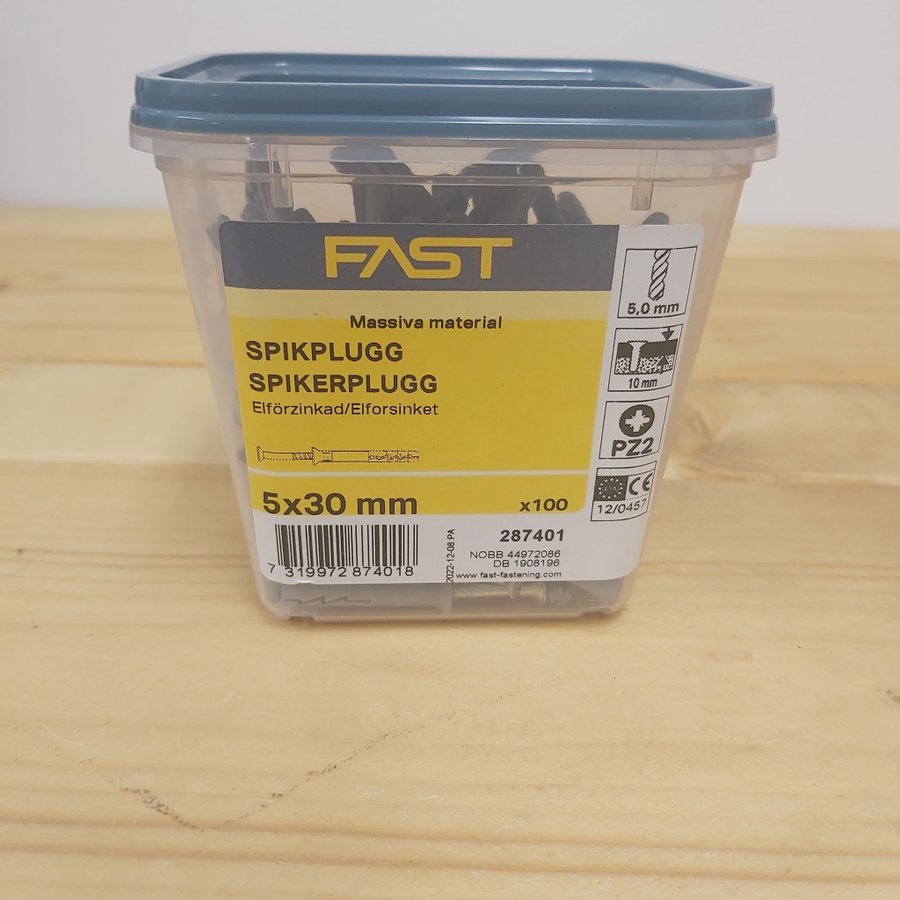 FAST
Massiva material
SPIKPLUGG
SPIKERPLUGG
Elförzinkad/Elforsinket
5x30 mm x100
5,0 mm
10 mm
PZ2
CE
12/0457
287401
NOBB 44972086
DB 1908196
www.fast-fastening.com
7 319972 874018
2022-12-08 PA